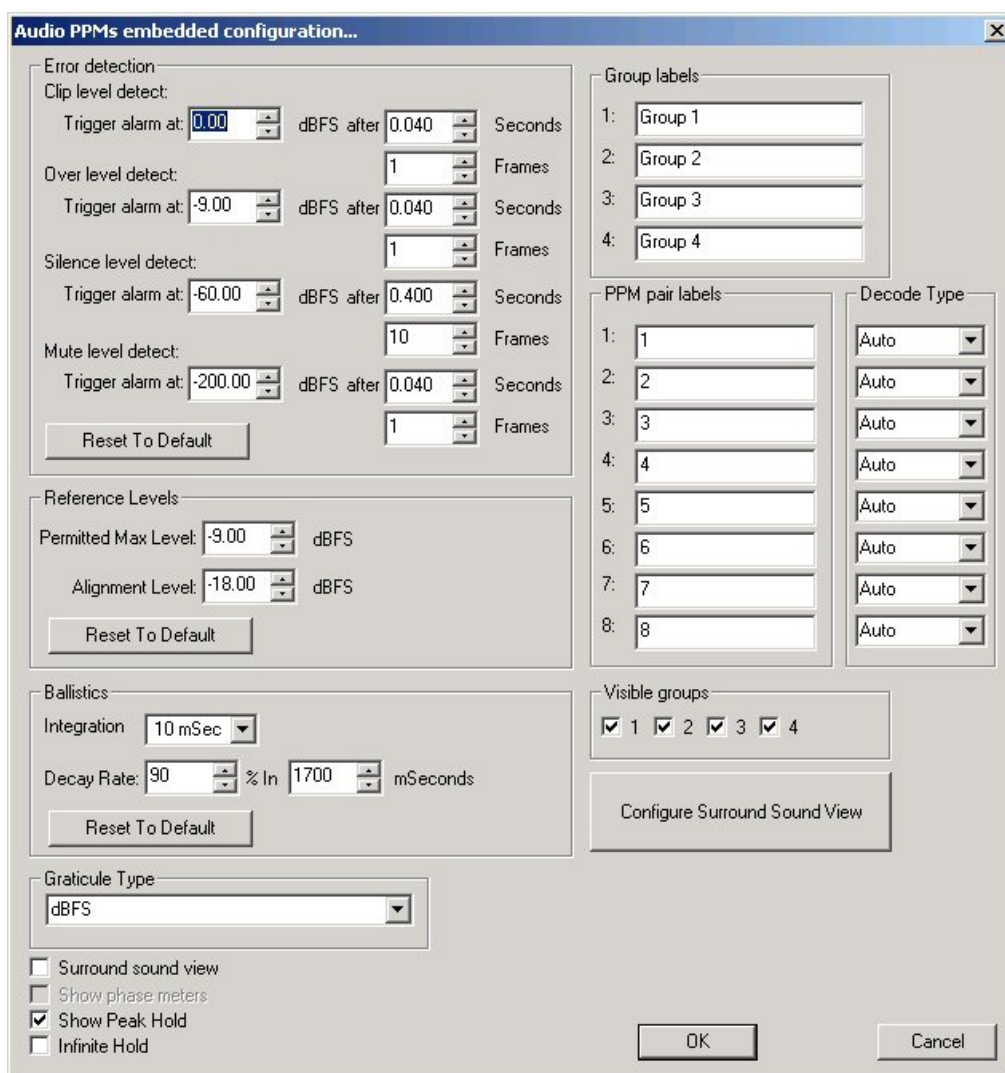 Audio PPMs embedded configuration...
Error detection
Clip level detect:
Trigger alarm at: 0.00 dBFS after 0.040 Seconds
1 Frames
Over level detect:
Trigger alarm at: -9.00 dBFS after 0.040 Seconds
1 Frames
Silence level detect:
Trigger alarm at: -60.00 dBFS after 0.400 Seconds
10 Frames
Mute level detect:
Trigger alarm at: -200.00 dBFS after 0.040 Seconds
1 Frames
Reset To Default
Reference Levels
Permitted Max Level: -9.00 dBFS
Alignment Level: -18.00 dBFS
Reset To Default
Ballistics
Integration 10 mSec
Decay Rate: 90 % In 1700 mSeconds
Reset To Default
Graticule Type
dBFS
Surround sound view
Show phase meters
Show Peak Hold
Infinite Hold
Group labels
1: Group 1
2: Group 2
3: Group 3
4: Group 4
PPM pair labels Decode Type
1: 1 Auto
2: 2 Auto
3: 3 Auto
4: 4 Auto
5: 5 Auto
6: 6 Auto
7: 7 Auto
8: 8 Auto
Visible groups
1 2 3 4
Configure Surround Sound View
OK Cancel